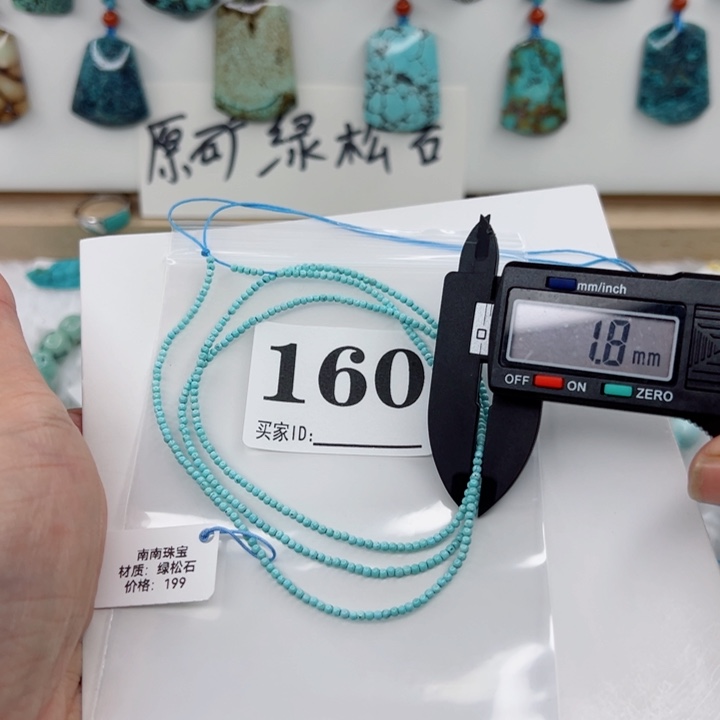 原矿绿松石
mm/inch
1.8 mm
OFF ON ZERO
160
买家ID:
南南珠宝
材质：绿松石
价格：199